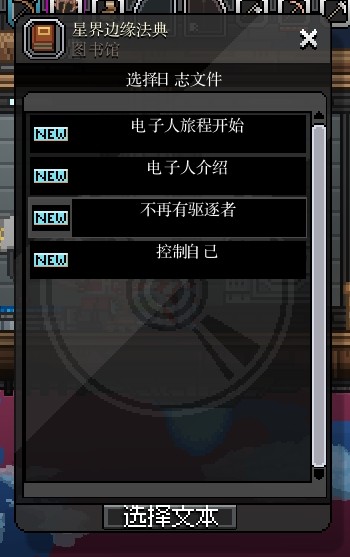 星界边缘法典
图书馆
选择日志文件
NEW 电子人旅程开始
NEW 电子人介绍
NEW 不再有驱逐者
NEW 控制自己
选择文本